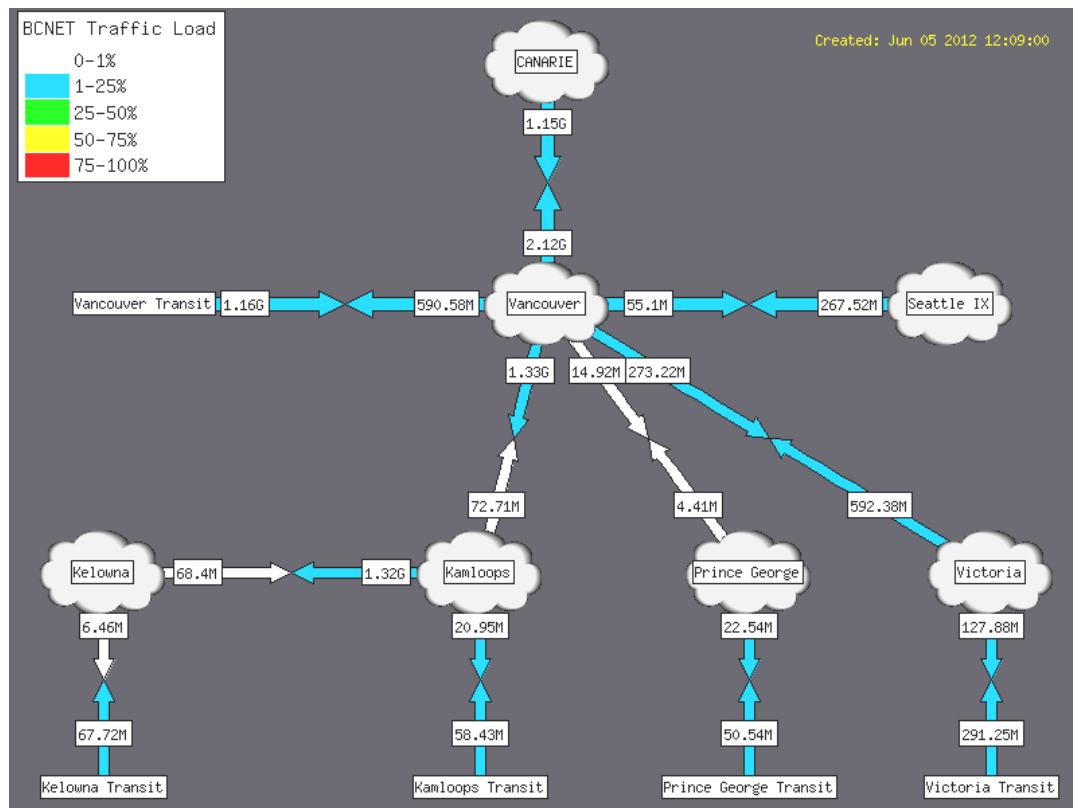 BCNET Traffic Load
0-1%
1-25%
25-50%
50-75%
75-100%
Created: Jun 05 2012 12:09:00
CANARIE
1.15G
2.12G
Vancouver Transit
1.16G
590.58M
Vancouver
55.1M
267.52M
Seattle IX
1.33G
14.92M
273.22M
72.71M
4.41M
592.38M
Kelowna
68.4M
1.32G
Kamloops
Prince George
Victoria
6.46M
20.95M
22.54M
127.88M
67.72M
58.43M
50.54M
291.25M
Kelowna Transit
Kamloops Transit
Prince George Transit
Victoria Transit